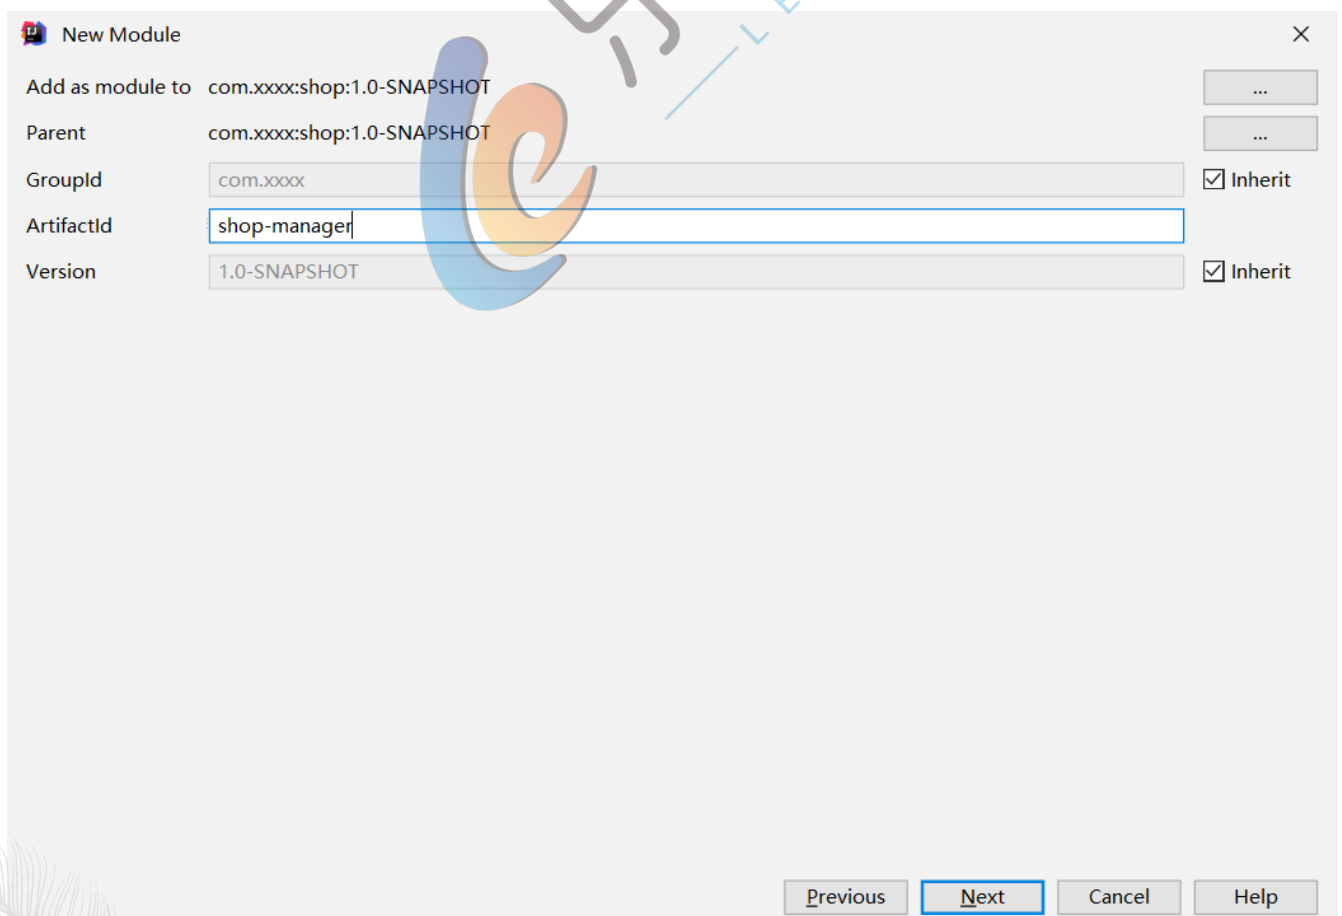 New Module
Add as module to com.xxxx:shop:1.0-SNAPSHOT ...
Parent com.xxxx:shop:1.0-SNAPSHOT ...
GroupId com.xxxx Inherit
ArtifactId shop-manager
Version 1.0-SNAPSHOT Inherit
Previous Next Cancel Help